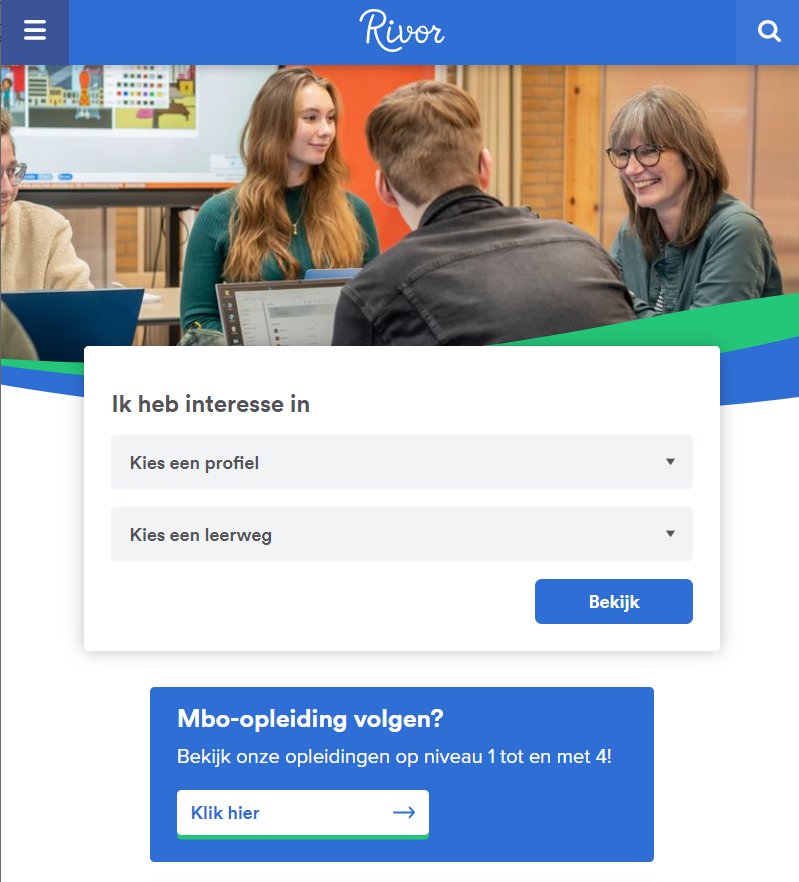 Rivor
Ik heb interesse in
Kies een profiel
Kies een leerweg
Bekijk
Mbo-opleiding volgen?
Bekijk onze opleidingen op niveau 1 tot en met 4!
Klik hier